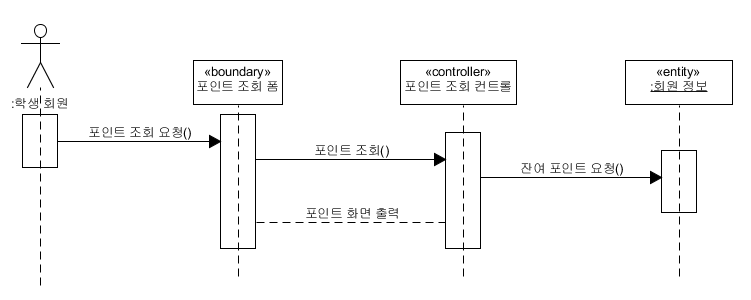 «boundary»
포인트 조회 폼
«controller»
포인트 조회 컨트롤
«entity»
:회원 정보
:학생 회원
포인트 조회 요청()
포인트 조회()
잔여 포인트 요청()
포인트 화면 출력